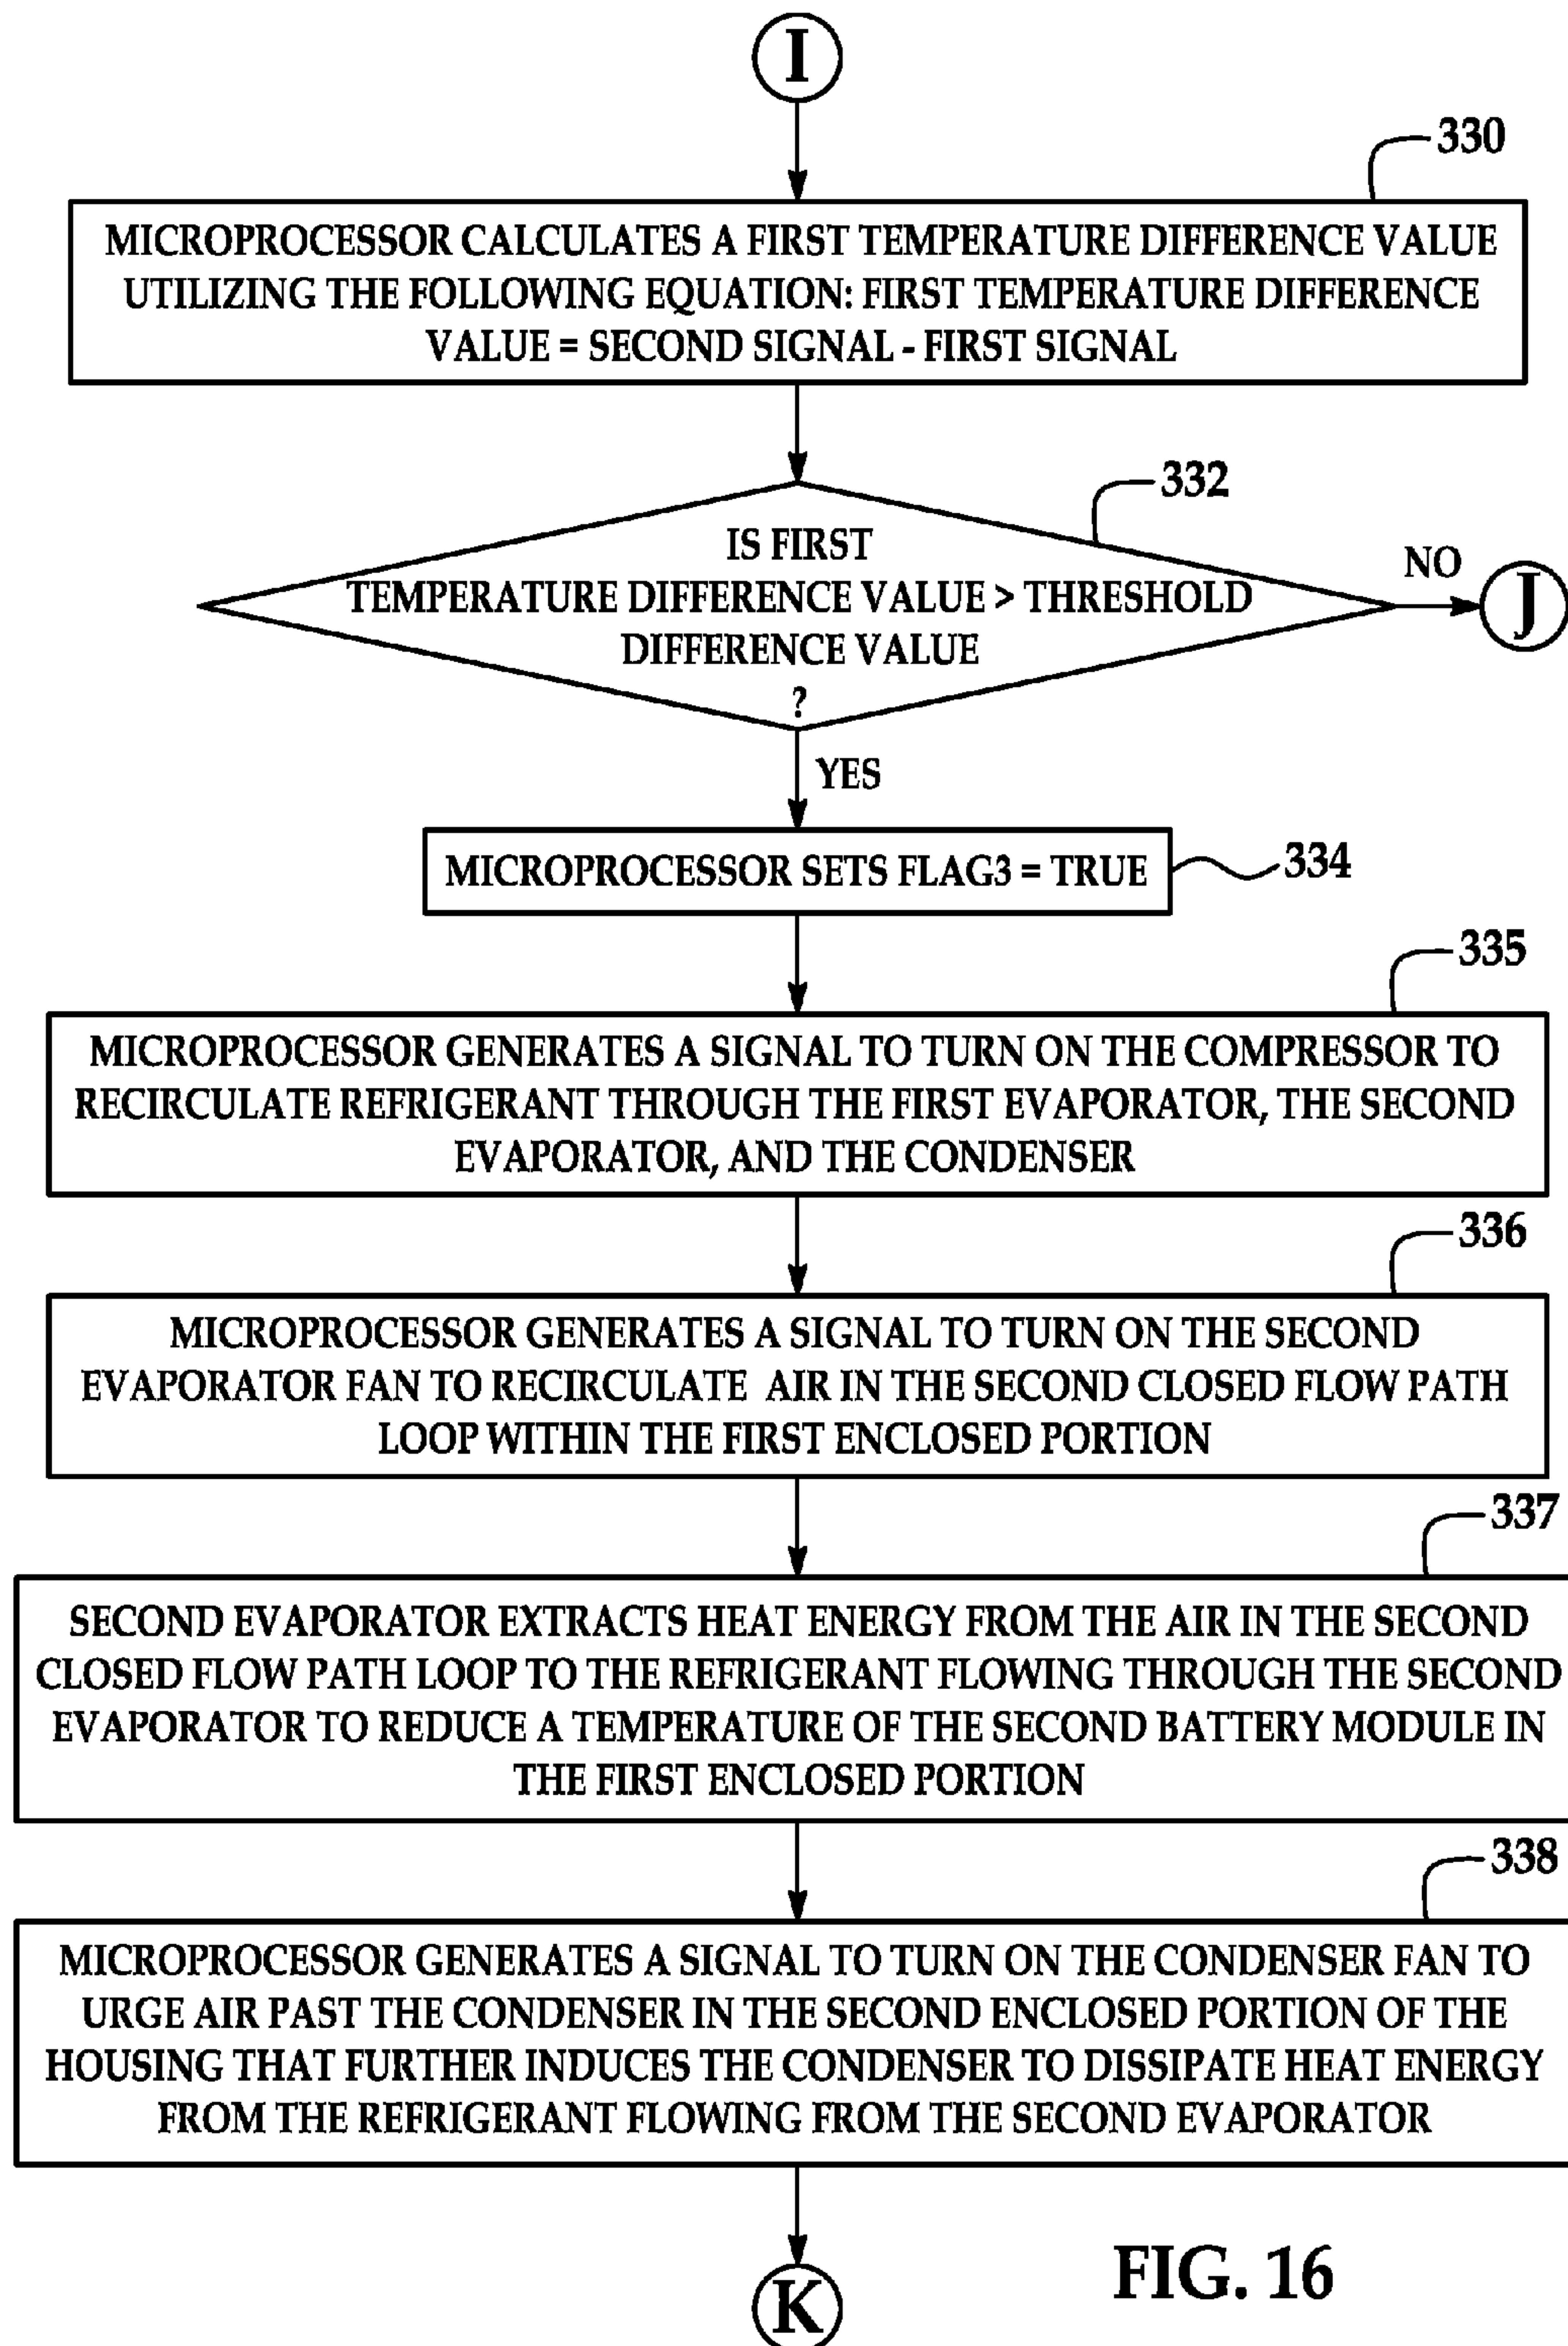 I
330
MICROPROCESSOR CALCULATES A FIRST TEMPERATURE DIFFERENCE VALUE
UTILIZING THE FOLLOWING EQUATION: FIRST TEMPERATURE DIFFERENCE
VALUE = SECOND SIGNAL - FIRST SIGNAL
332
IS FIRST
TEMPERATURE DIFFERENCE VALUE > THRESHOLD
DIFFERENCE VALUE
?
NO
J
YES
MICROPROCESSOR SETS FLAG3 = TRUE
334
335
MICROPROCESSOR GENERATES A SIGNAL TO TURN ON THE COMPRESSOR TO
RECIRCULATE REFRIGERANT THROUGH THE FIRST EVAPORATOR, THE SECOND
EVAPORATOR, AND THE CONDENSER
336
MICROPROCESSOR GENERATES A SIGNAL TO TURN ON THE SECOND
EVAPORATOR FAN TO RECIRCULATE AIR IN THE SECOND CLOSED FLOW PATH
LOOP WITHIN THE FIRST ENCLOSED PORTION
337
SECOND EVAPORATOR EXTRACTS HEAT ENERGY FROM THE AIR IN THE SECOND
CLOSED FLOW PATH LOOP TO THE REFRIGERANT FLOWING THROUGH THE SECOND
EVAPORATOR TO REDUCE A TEMPERATURE OF THE SECOND BATTERY MODULE IN
THE FIRST ENCLOSED PORTION
338
MICROPROCESSOR GENERATES A SIGNAL TO TURN ON THE CONDENSER FAN TO
URGE AIR PAST THE CONDENSER IN THE SECOND ENCLOSED PORTION OF THE
HOUSING THAT FURTHER INDUCES THE CONDENSER TO DISSIPATE HEAT ENERGY
FROM THE REFRIGERANT FLOWING FROM THE SECOND EVAPORATOR
K
FIG. 16